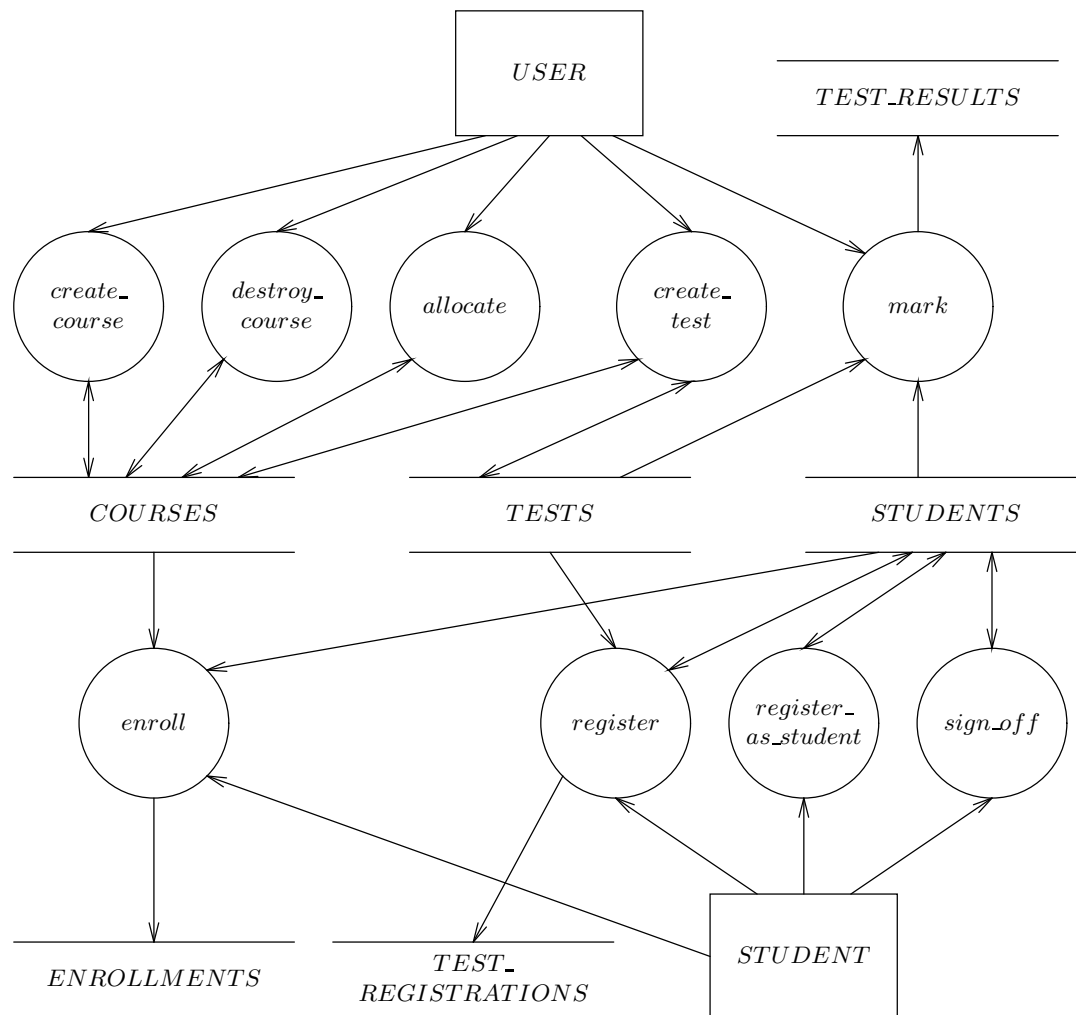 USER
TEST_RESULTS
create_
course
destroy_
course
allocate
create_
test
mark
COURSES
TESTS
STUDENTS
enroll
register
register_
as_student
sign_off
ENROLLMENTS
TEST_
REGISTRATIONS
STUDENT